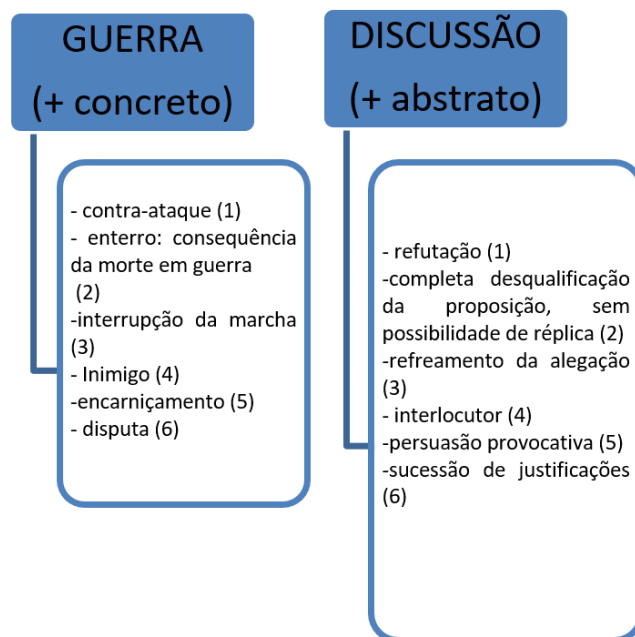 GUERRA
(+ concreto)
- contra-ataque (1)
- enterro: consequência
da morte em guerra
(2)
-interrupção da marcha
(3)
- Inimigo (4)
-encarniçamento (5)
- disputa (6)
DISCUSSÃO
(+ abstrato)
- refutação (1)
-completa desqualificação
da proposição, sem
possibilidade de réplica (2)
-refreamento da alegação
(3)
- interlocutor (4)
-persuasão provocativa (5)
-sucessão de justificações
(6)